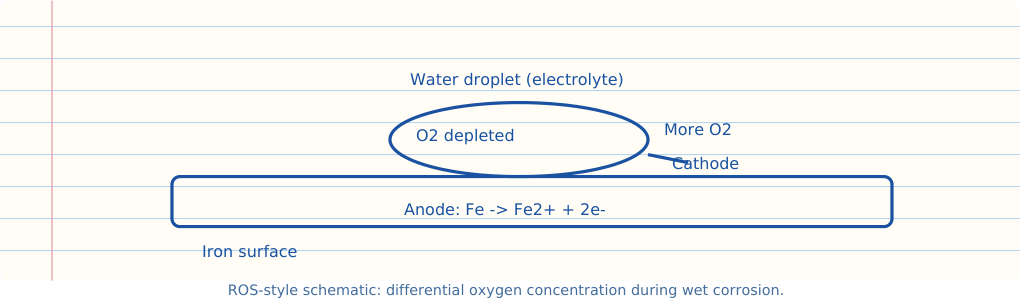 Water droplet (electrolyte)
O2 depleted
More O2
Cathode
Anode: Fe -> Fe2+ + 2e-
Iron surface
ROS-style schematic: differential oxygen concentration during wet corrosion.